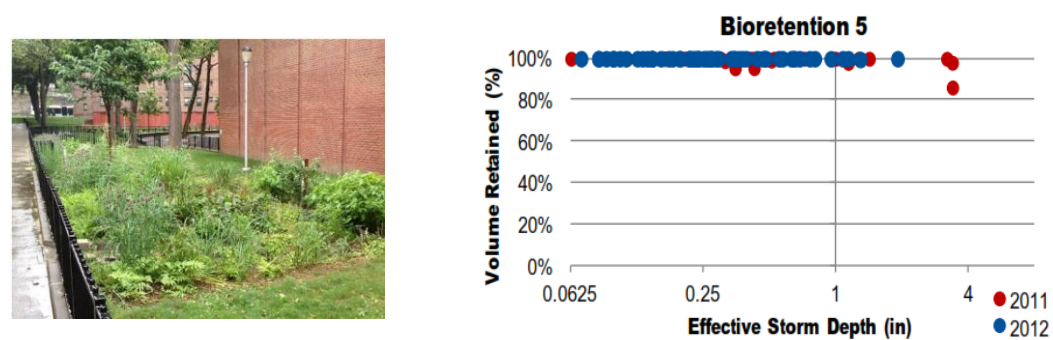 Bioretention 5
Volume Retained (%)
100%
80%
60%
40%
20%
0%
0.0625 0.25 1 4
Effective Storm Depth (in)
2011
2012